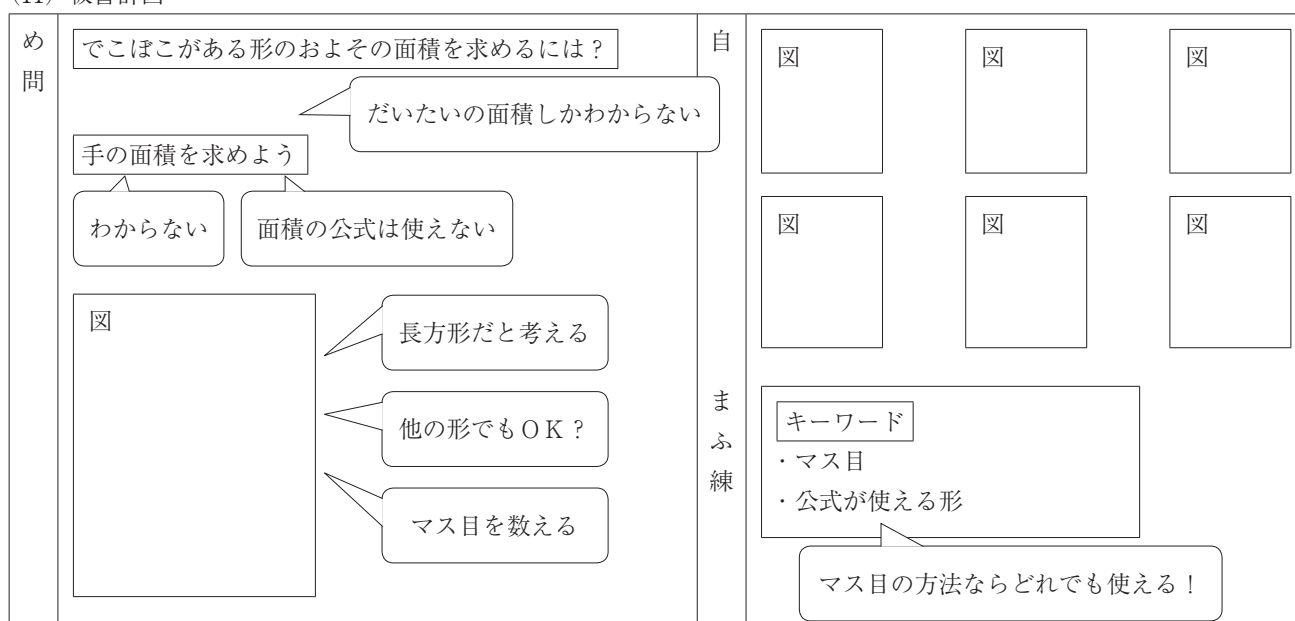 め
問
でこぼこがある形のおよその面積を求めるには？
だいたいの面積しかわからない
手の面積を求めよう
わからない
面積の公式は使えない
図
長方形だと考える
他の形でもＯＫ？
マス目を数える
自
図
図
図
図
図
図
ま
ふ
練
キーワード
・マス目
・公式が使える形
マス目の方法ならどれでも使える！